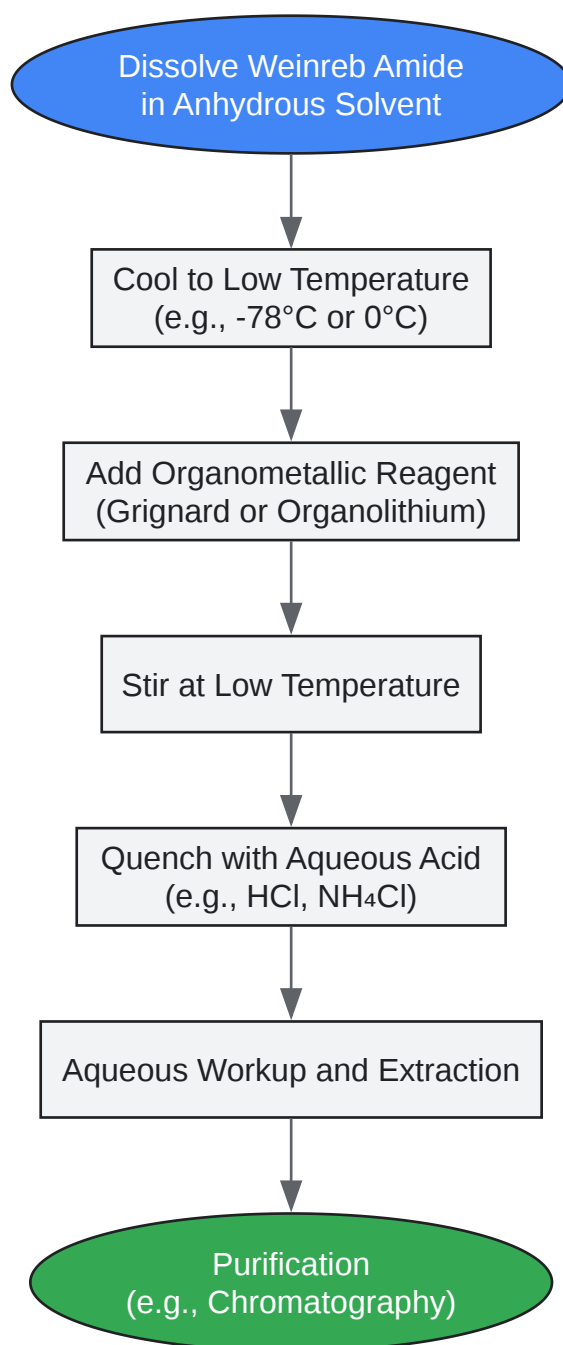 Dissolve Weinreb Amide
in Anhydrous Solvent
Cool to Low Temperature
(e.g., -78°C or 0°C)
Add Organometallic Reagent
(Grignard or Organolithium)
Stir at Low Temperature
Quench with Aqueous Acid
(e.g., HCl, NH₄Cl)
Aqueous Workup and Extraction
Purification
(e.g., Chromatography)